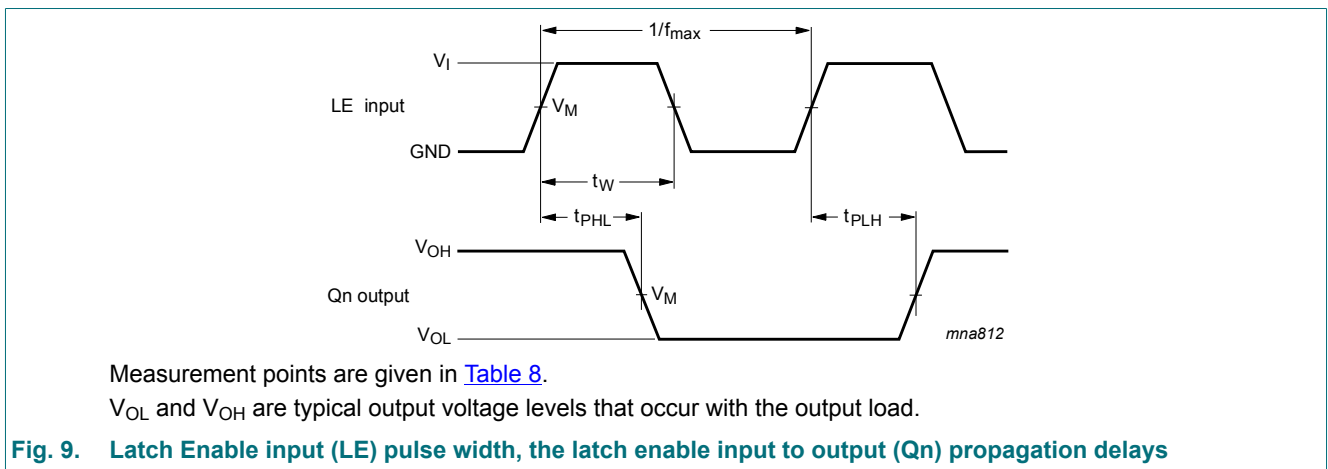 1/fmax
VI
LE input
VM
GND
tW
tPHL
tPLH
VOH
Qn output
VM
VOL
mna812
Measurement points are given in Table 8.
VOL and VOH are typical output voltage levels that occur with the output load.
Fig. 9. Latch Enable input (LE) pulse width, the latch enable input to output (Qn) propagation delays